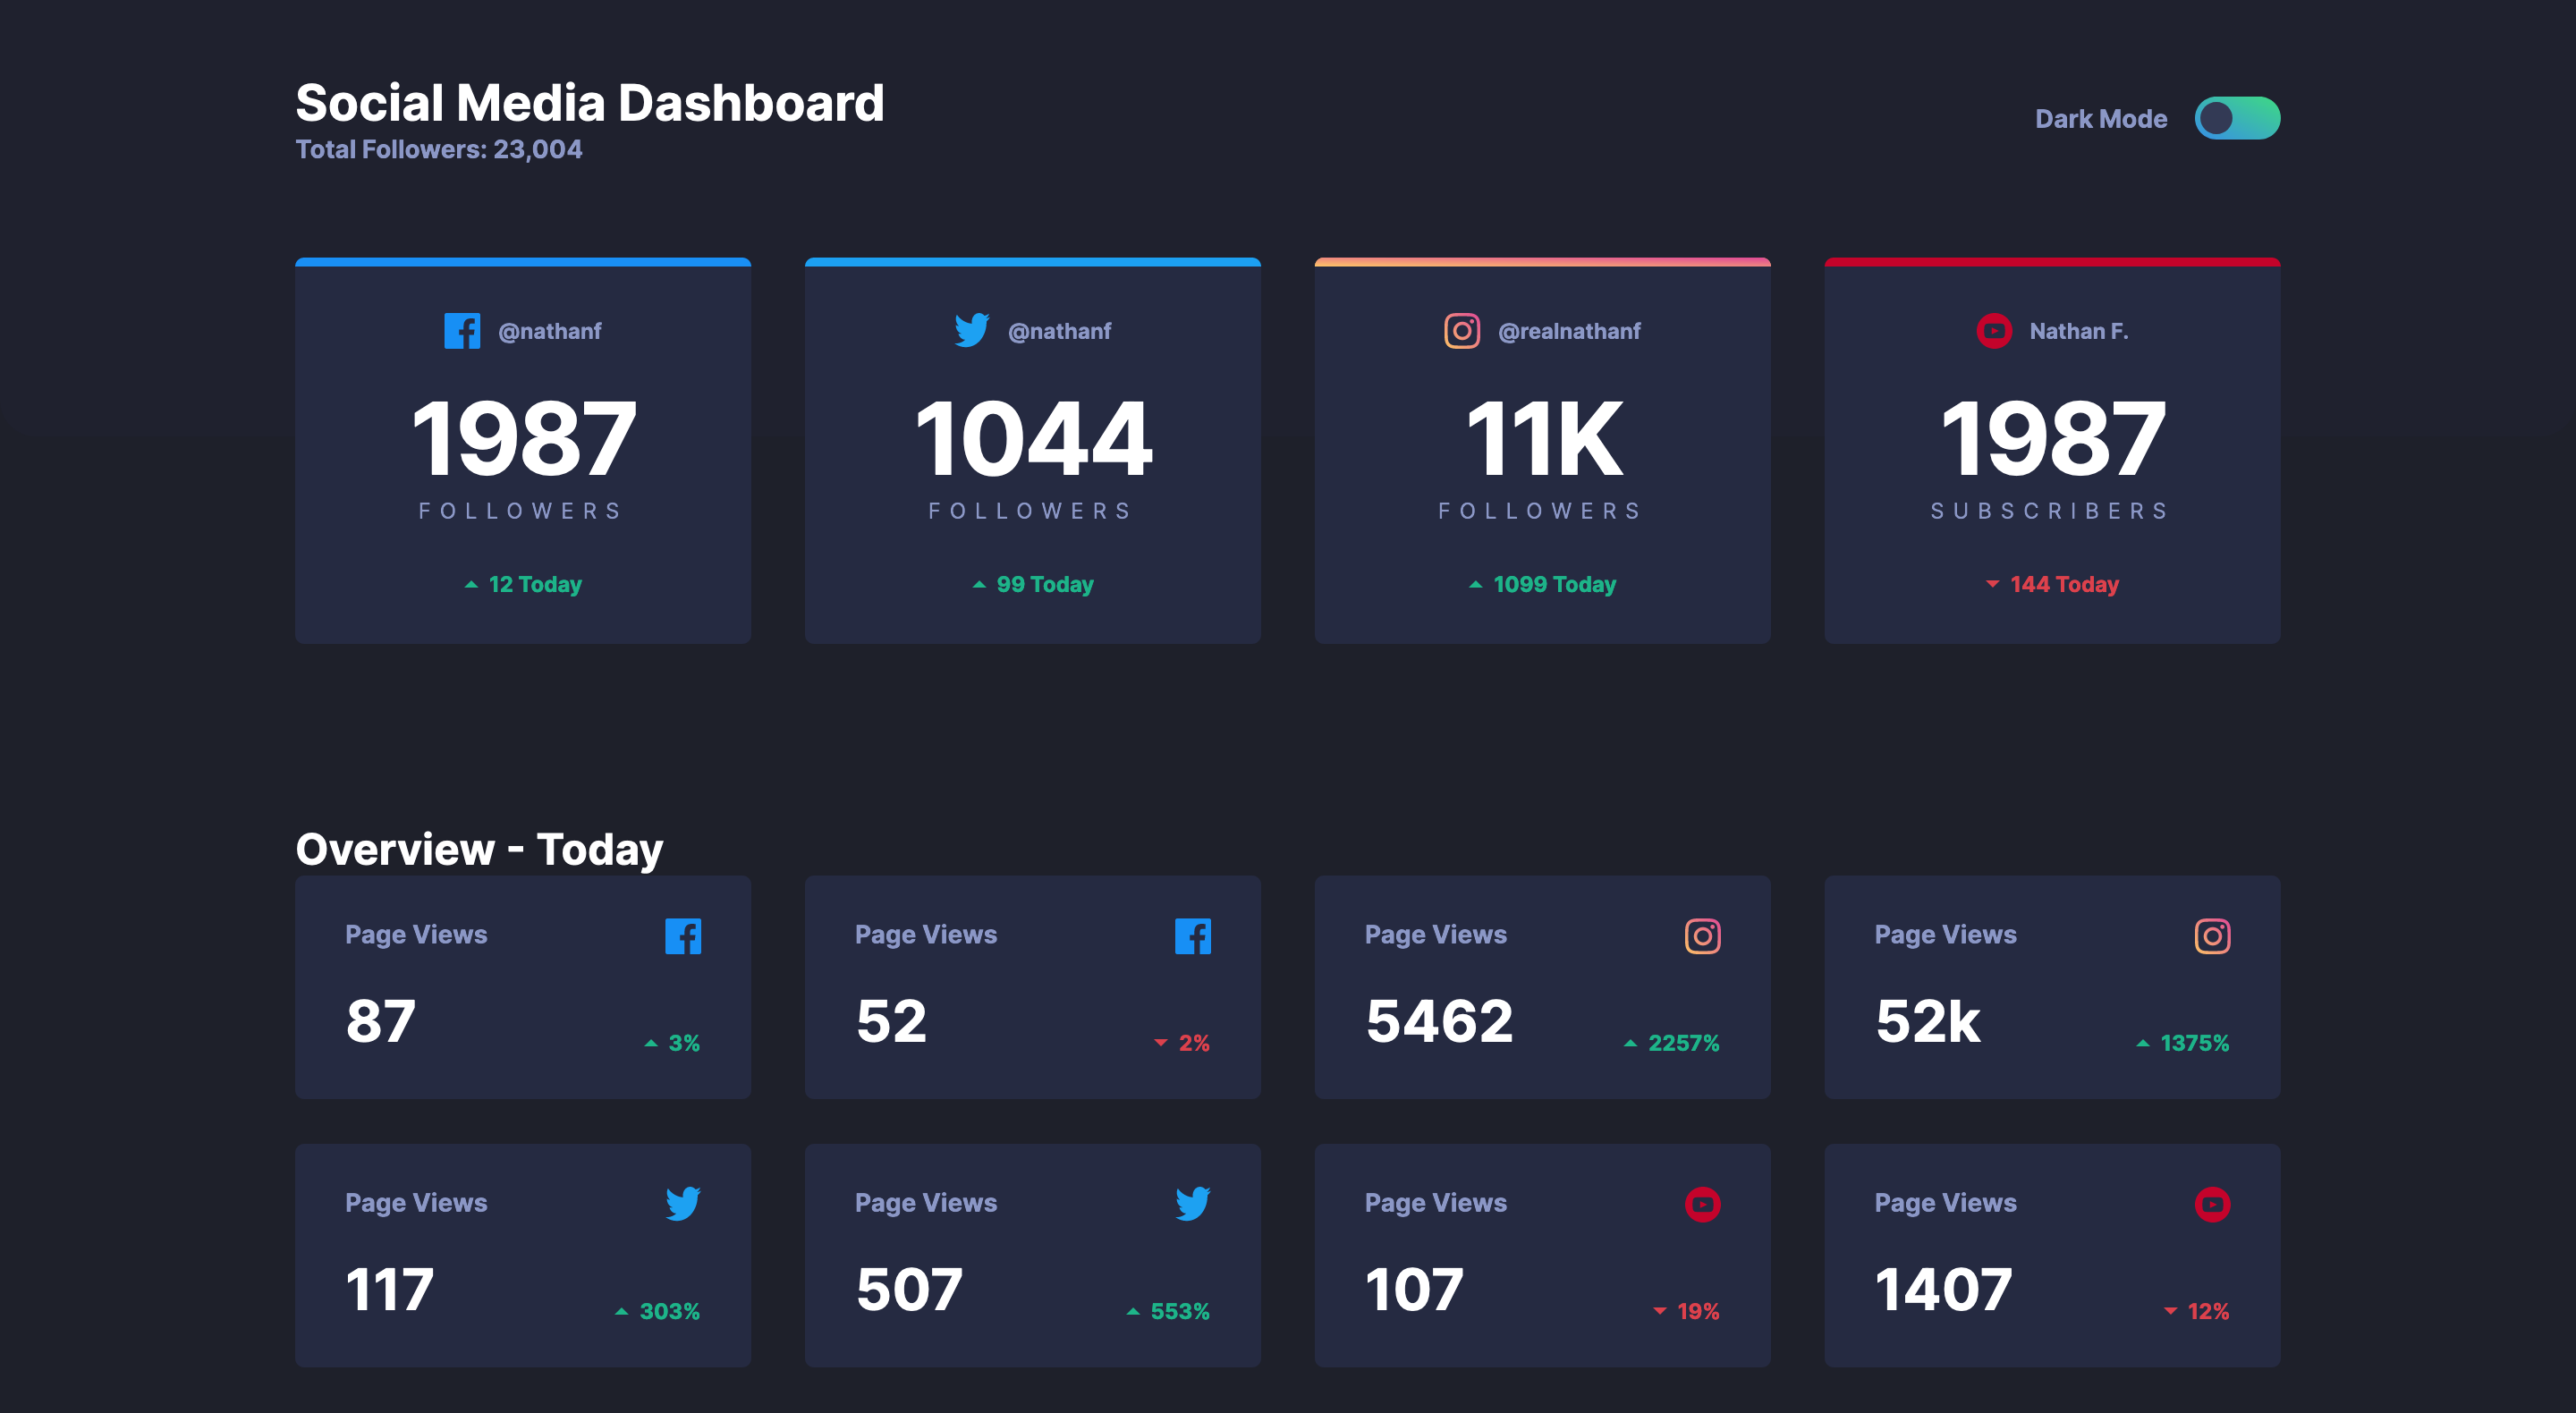 Social Media Dashboard
Total Followers: 23,004
Dark Mode
@nathanf
1987
FOLLOWERS
12 Today
@nathanf
1044
FOLLOWERS
99 Today
@realnathanf
11K
FOLLOWERS
1099 Today
Nathan F.
1987
SUBSCRIBERS
144 Today
Overview - Today
Page Views
87
3%
Page Views
52
2%
Page Views
5462
2257%
Page Views
52k
1375%
Page Views
117
303%
Page Views
507
553%
Page Views
107
19%
Page Views
1407
12%